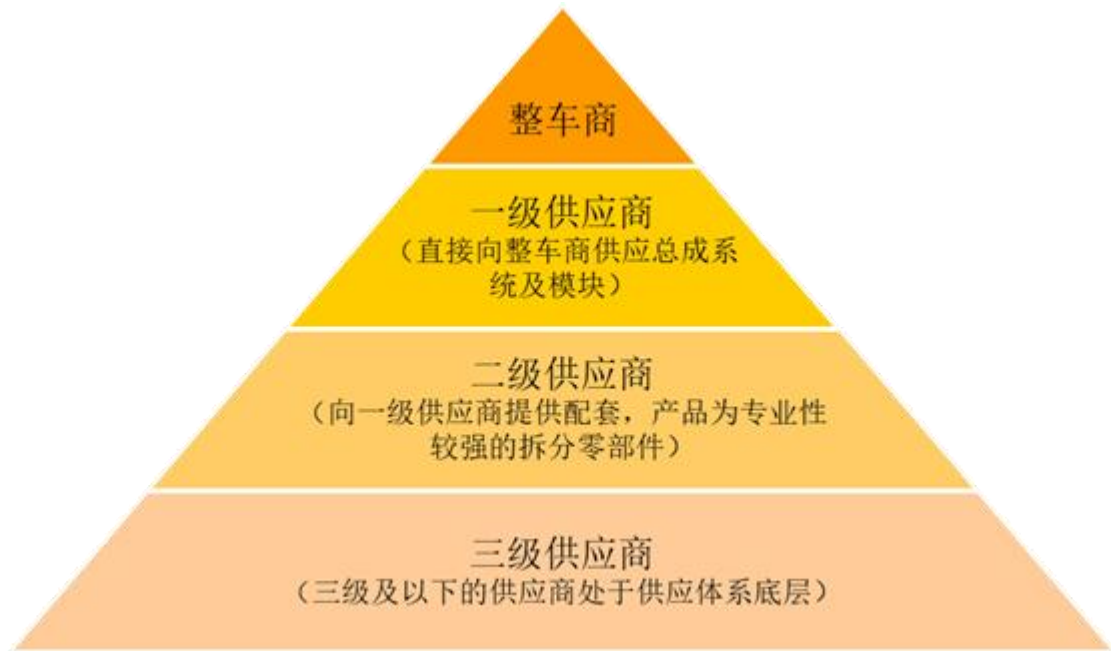 整车商
一级供应商
（直接向整车商供应总成系
统及模块）
二级供应商
（向一级供应商提供配套，产品为专业性
较强的拆分零部件）
三级供应商
（三级及以下的供应商处于供应体系底层）